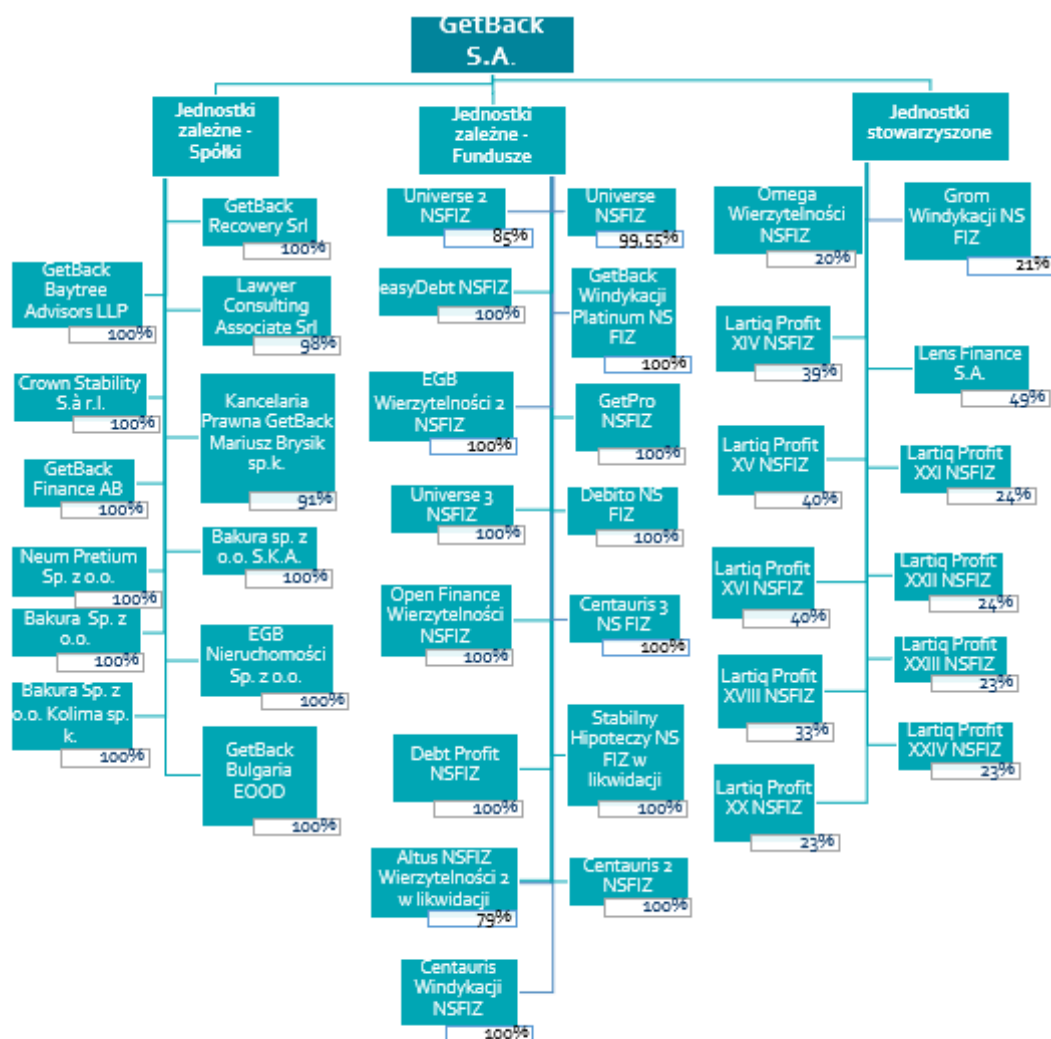 GetBack
S.A.
Jednostki
zależne -
Spółki
GetBack
Recovery Srl
100%
GetBack
Baytree
Advisors LLP
100%
Lawyer
Consulting
Associate Srl
98%
Crown Stability
S.à r.l.
100%
Kancelaria
Prawna GetBack
Mariusz Brysik
sp.k.
91%
GetBack
Finance AB
100%
Bakura sp. z
o.o. S.K.A.
100%
Neum Pretium
Sp. z o.o.
100%
Bakura Sp. z
o.o.
100%
EGB
Nieruchomości
Sp. z o.o.
100%
Bakura Sp. z
o.o. Kolima sp.
k.
100%
GetBack
Bulgaria
EOOD
100%
Jednostki
zależne -
Fundusze
Universe 2
NSFIZ
85%
Universe
NSFIZ
99,55%
easyDebt NSFIZ
100%
GetBack
Windykacji
Platinum NS
FIZ
100%
EGB
Wierzytelności 2
NSFIZ
100%
GetPro
NSFIZ
100%
Universe 3
NSFIZ
100%
Debito NS
FIZ
100%
Open Finance
Wierzytelności
NSFIZ
100%
Centauris 3
NS FIZ
100%
Debt Profit
NSFIZ
100%
Stabilny
Hipoteczy NS
FIZ w
likwidacji
100%
Altus NSFIZ
Wierzytelności 2
w likwidacji
79%
Centauris 2
NSFIZ
100%
Centauris
Windykacji
NSFIZ
100%
Jednostki
stowarzyszone
Omega
Wierzytelności
NSFIZ
20%
Grom
Windykacji NS
FIZ
21%
Lartiq Profit
XIV NSFIZ
39%
Lens Finance
S.A.
49%
Lartiq Profit
XV NSFIZ
40%
Lartiq Profit
XXI NSFIZ
24%
Lartiq Profit
XVI NSFIZ
40%
Lartiq Profit
XXII NSFIZ
24%
Lartiq Profit
XVIII NSFIZ
33%
Lartiq Profit
XXIII NSFIZ
23%
Lartiq Profit
XX NSFIZ
23%
Lartiq Profit
XXIV NSFIZ
23%